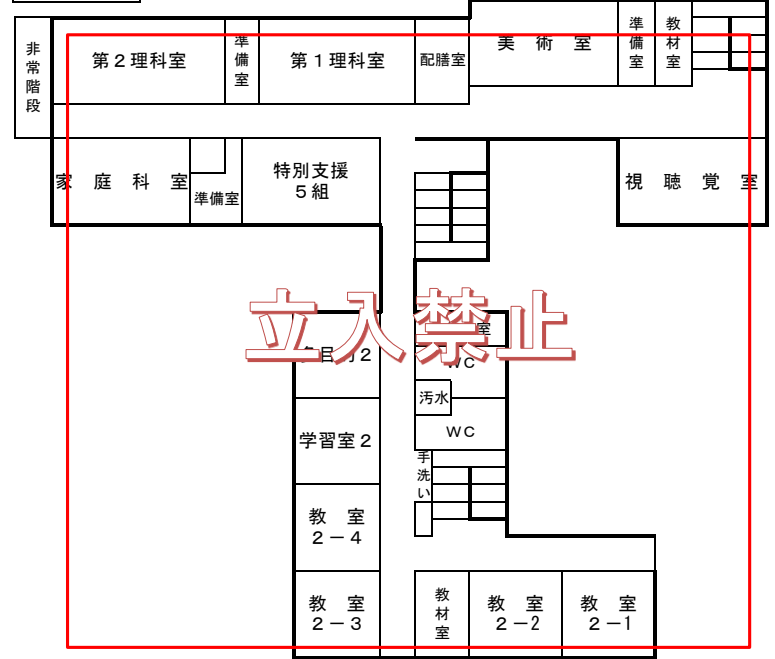 非常階段
第２理科室
準備室
第１理科室
配膳室
美術室
準備室
教材室
家庭科室
準備室
特別支援
５組
視聴覚室
立入禁止
室
目 2
WC
汚水
学習室２
WC
手洗い
教室
２－４
教室
２－３
教材室
教室
２－２
教室
２－１